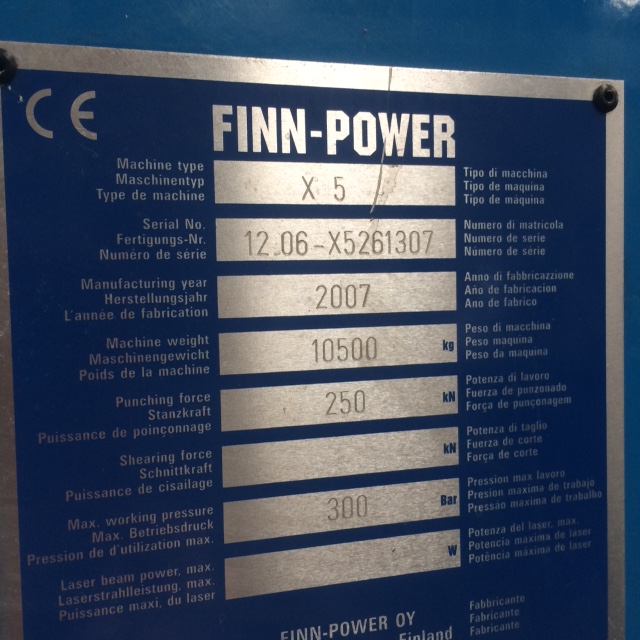 CE
FINN-POWER
Machine type
Maschinentyp
Type de machine
X 5
Tipo di macchina
Tipo de maquina
Tipo de máquina
Serial No.
Fertigungs-Nr.
Numéro de série
12.06-X5261307
Numero di matricola
Numero de serie
Numero de série
Manufacturing year
Herstellungsjahr
L'année de fabrication
2007
Anno di fabbricazzione
Año de fabricacion
Ano de fabrico
Machine weight
Maschinengewicht
Poids de la machine
10500 kg
Peso di macchina
Peso maquina
Peso da maquina
Punching force
Stanzkraft
Puissance de poinçonnage
250 kN
Potenza di lavoro
Fuerza de punzonado
Força de punçonagem
Shearing force
Schnittkraft
Puissance de cisailage
kN
Potenza di taglio
Fuerza de corte
Força de corte
Max. working pressure
Max. Betriebsdruck
Pression de d'utilization max.
300 Bar
Pression max lavoro
Presion maxima de trabajo
Pressão maxima de trabalho
Laser beam power, max.
Laserstrahlleistung, max.
Puissance maxi, du laser
W
Potenza del laser, max.
Potencia máxima de laser
Potência máxima de laser
FINN-POWER OY
Finland
Fabbricante
Fabricante
Fabricante